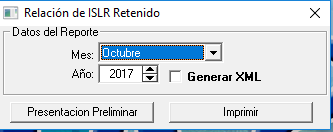 Relación de ISLR Retenido
Datos del Reporte
Mes: Octubre
Año: 2017 Generar XML
Presentacion Preliminar Imprimir